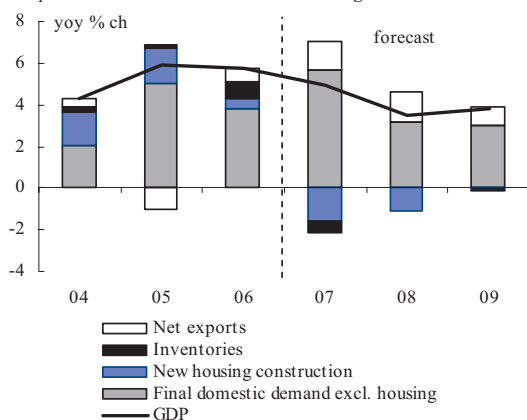 8
yoy % ch
forecast
6
4
2
0
-2
-4
04 05 06 07 08 09
Net exports
Inventories
New housing construction
Final domestic demand excl. housing
GDP